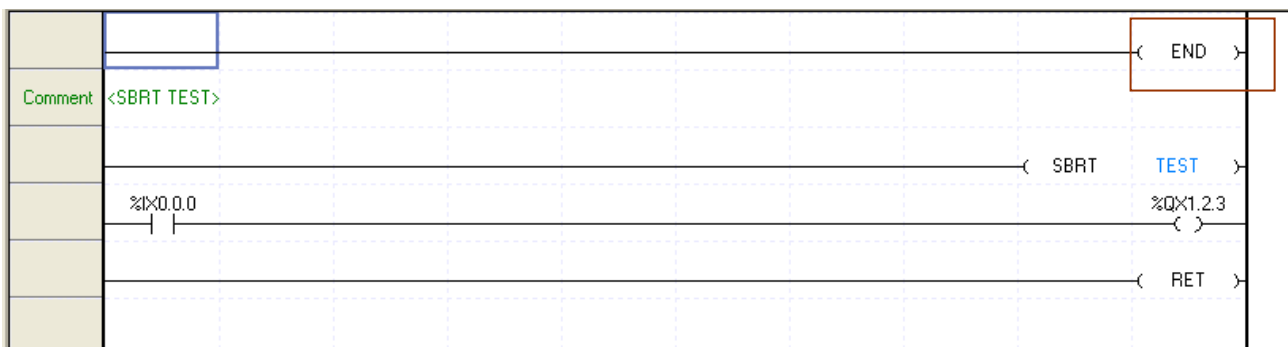 END
Comment <SBRT TEST>
SBRT TEST
%IX0.0.0 %QX1.2.3
RET